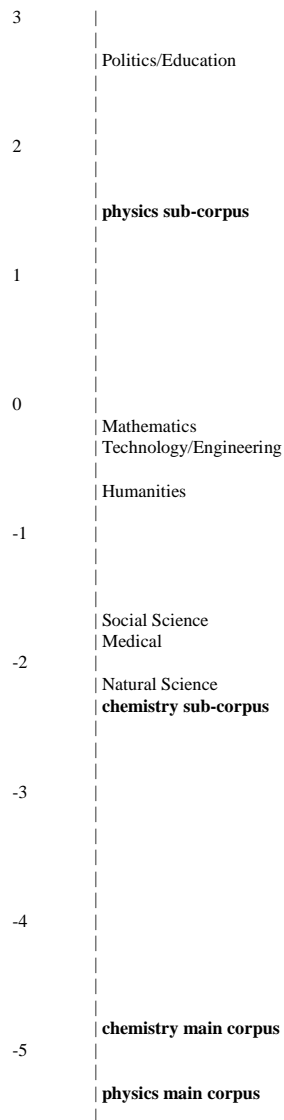 3
Politics/Education
2
physics sub-corpus
1
0
Mathematics
Technology/Engineering
Humanities
-1
Social Science
Medical
-2
Natural Science
chemistry sub-corpus
-3
-4
chemistry main corpus
-5
physics main corpus